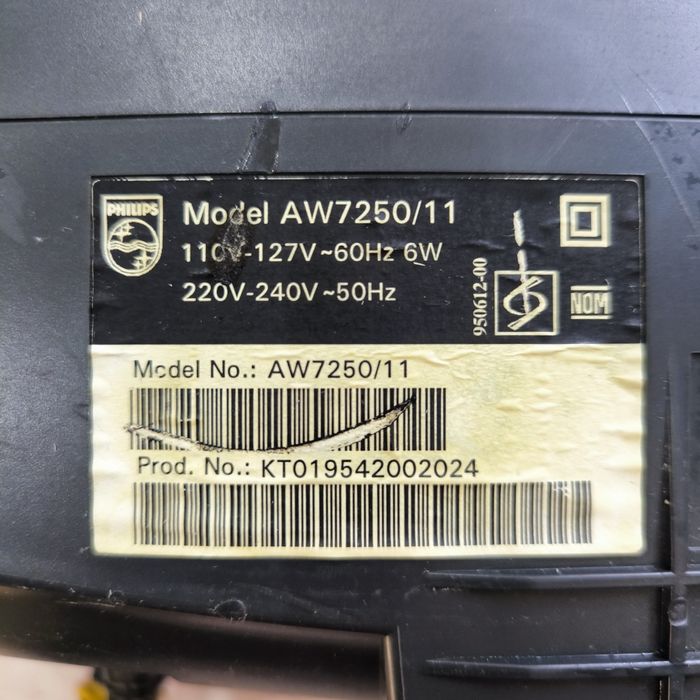 PHILIPS
Model AW7250/11
110V-127V ~60Hz 6W
220V-240V ~50Hz
950612-00
S
NOM
Model No.: AW7250/11
Prod. No.: KT019542002024